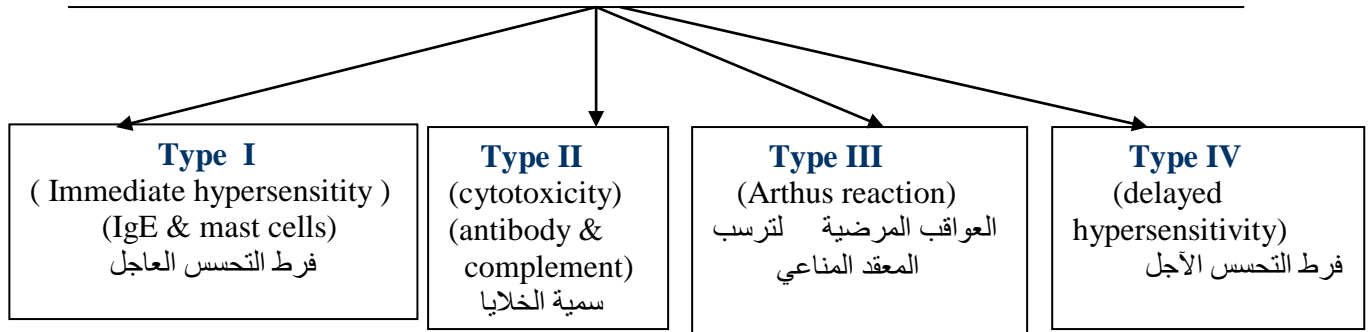 Type I
( Immediate hypersensitity )
(IgE & mast cells)
فرط التحسس العاجل
Type II
(cytotoxicity)
(antibody &
complement)
سمية الخلايا
Type III
(Arthus reaction)
العواقب المرضية لترسب
المعقد المناعي
Type IV
(delayed
hypersensitivity)
فرط التحسس الآجل